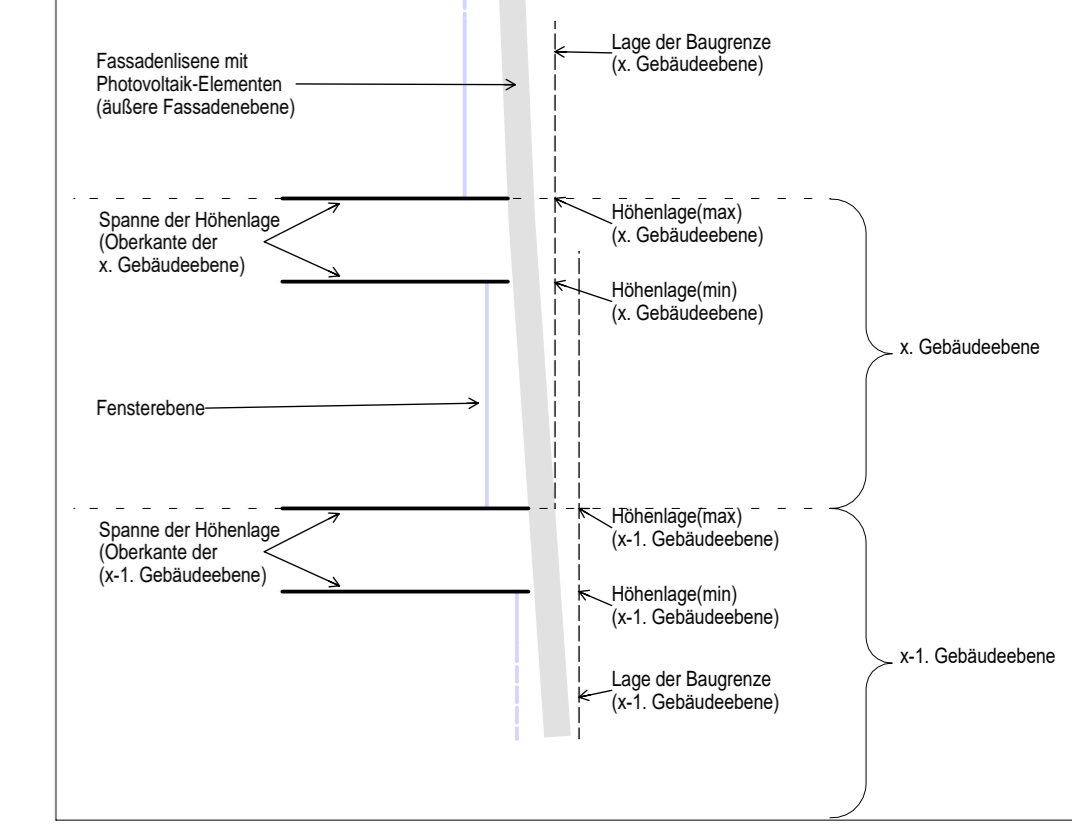 Fassadenlisene mit
Photovoltaik-Elementen
(äußere Fassadenebene)
Lage der Baugrenze
(x. Gebäudeebene)
Spanne der Höhenlage
(Oberkante der
x. Gebäudeebene)
Höhenlage(max)
(x. Gebäudeebene)
Höhenlage(min)
(x. Gebäudeebene)
x. Gebäudeebene
Fensterebene
Spanne der Höhenlage
(Oberkante der
(x-1. Gebäudeebene)
Höhenlage(max)
(x-1. Gebäudeebene)
Höhenlage(min)
(x-1. Gebäudeebene)
x-1. Gebäudeebene
Lage der Baugrenze
(x-1. Gebäudeebene)